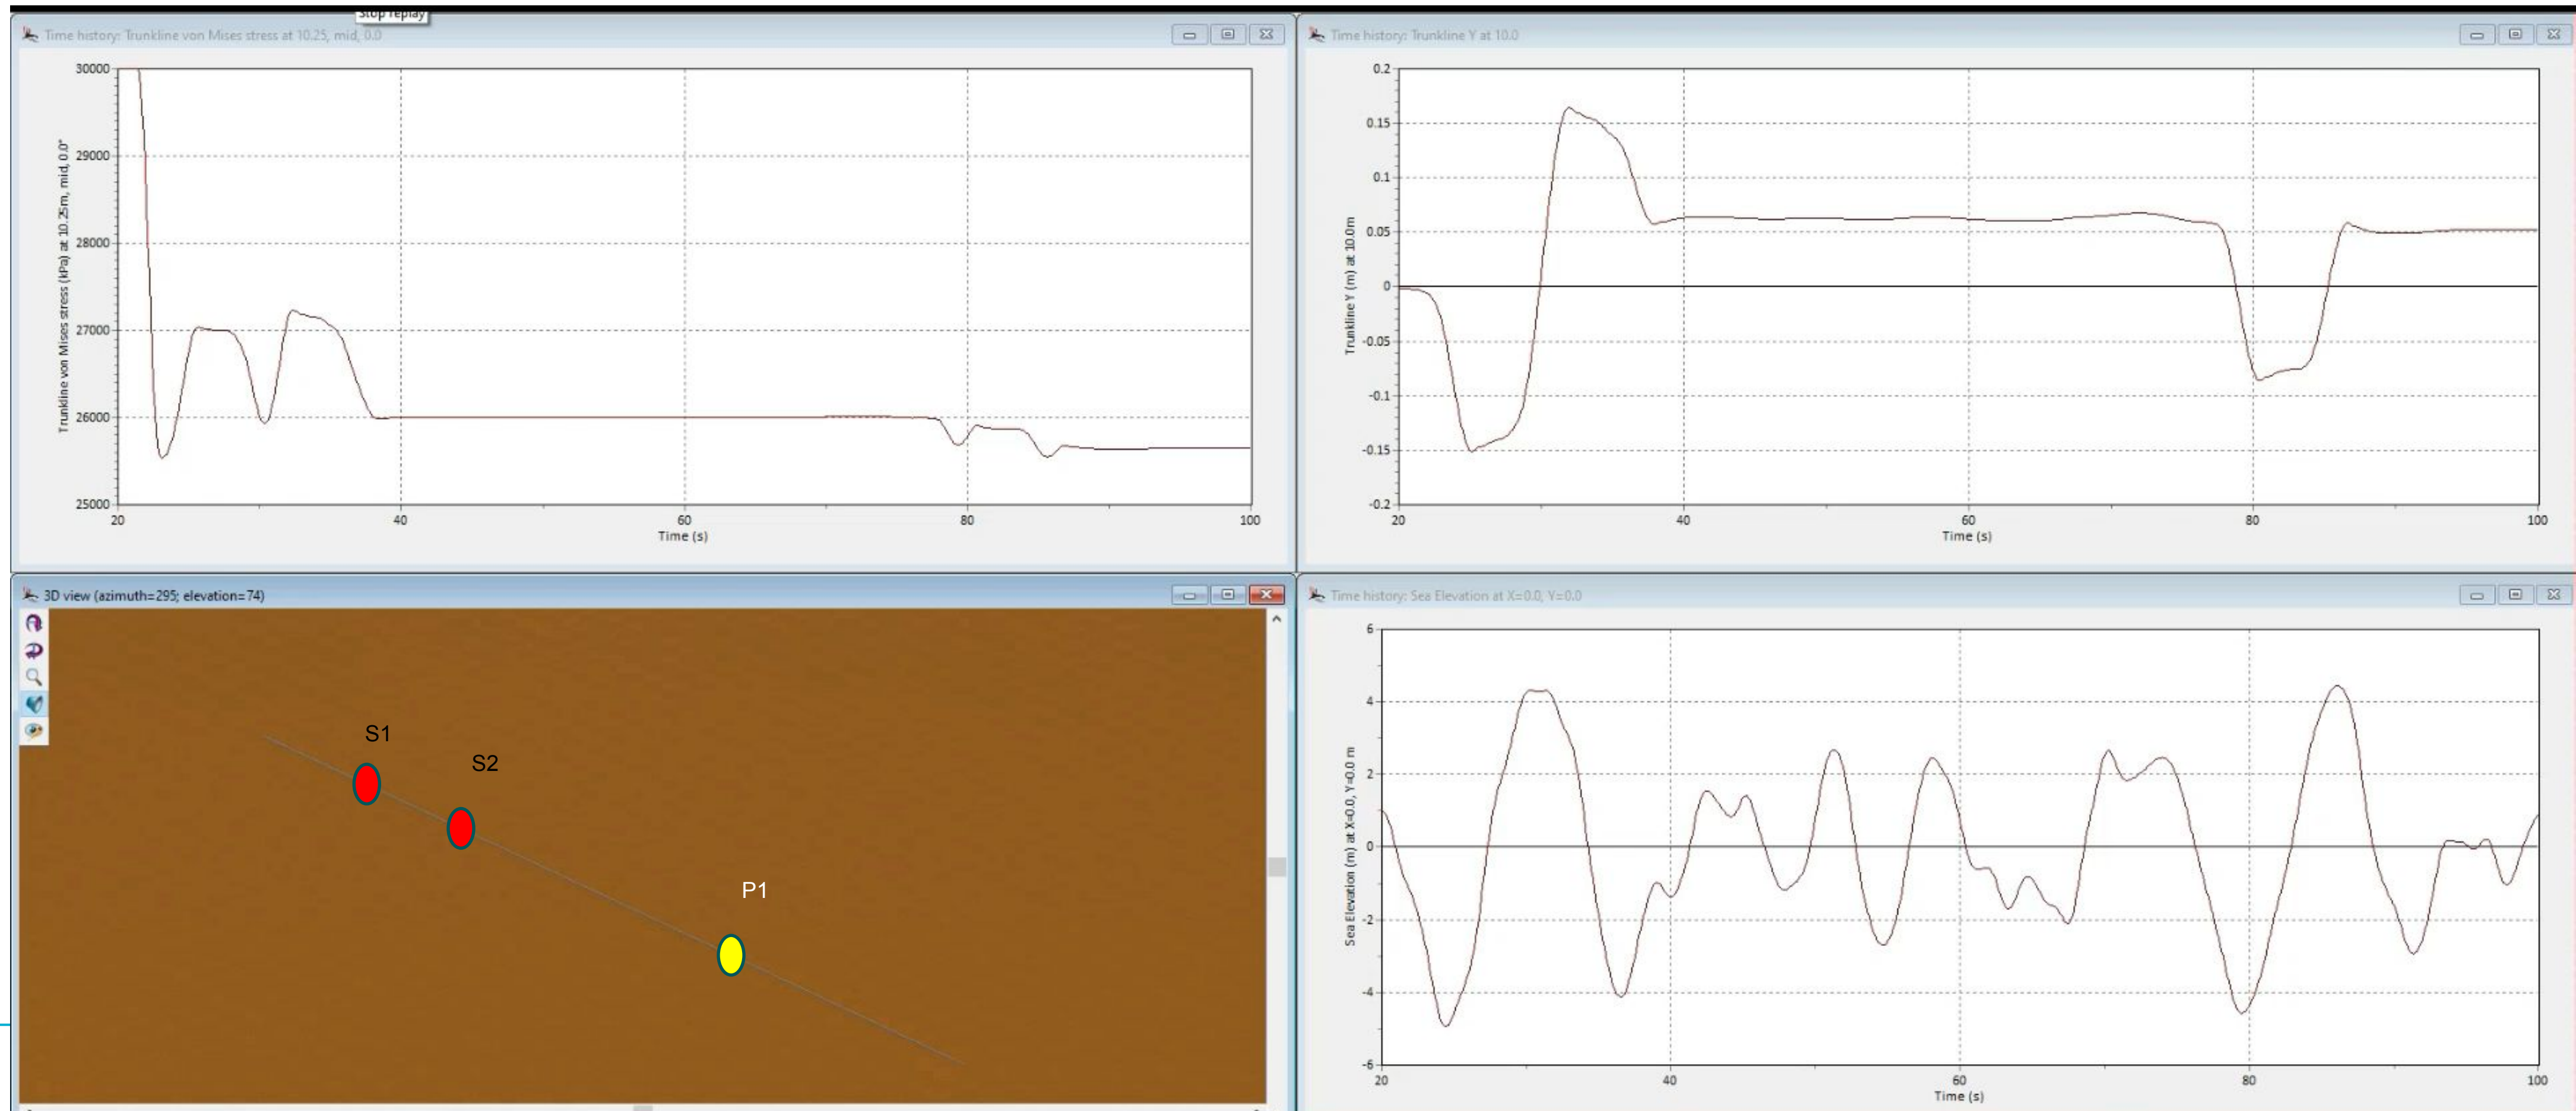 Stop replay
Time history: Trunkline von Mises stress at 10.25, mid, 0.0
30000
29000
28000
27000
26000
25000
Trunkline von Mises stress (kPa) at 10.25m, mid, 0.0°
20 40 60 80 100
Time (s)
Time history: Trunkline Y at 10.0
0.2
0.15
0.1
0.05
0
-0.05
-0.1
-0.15
-0.2
Trunkline Y (m) at 10.0m
20 40 60 80 100
Time (s)
3D view (azimuth=295; elevation=74)
S1
S2
P1
Time history: Sea Elevation at X=0.0, Y=0.0
6
4
2
0
-2
-4
-6
Sea Elevation (m) at X=0.0, Y=0.0 m
20 40 60 80 100
Time (s)